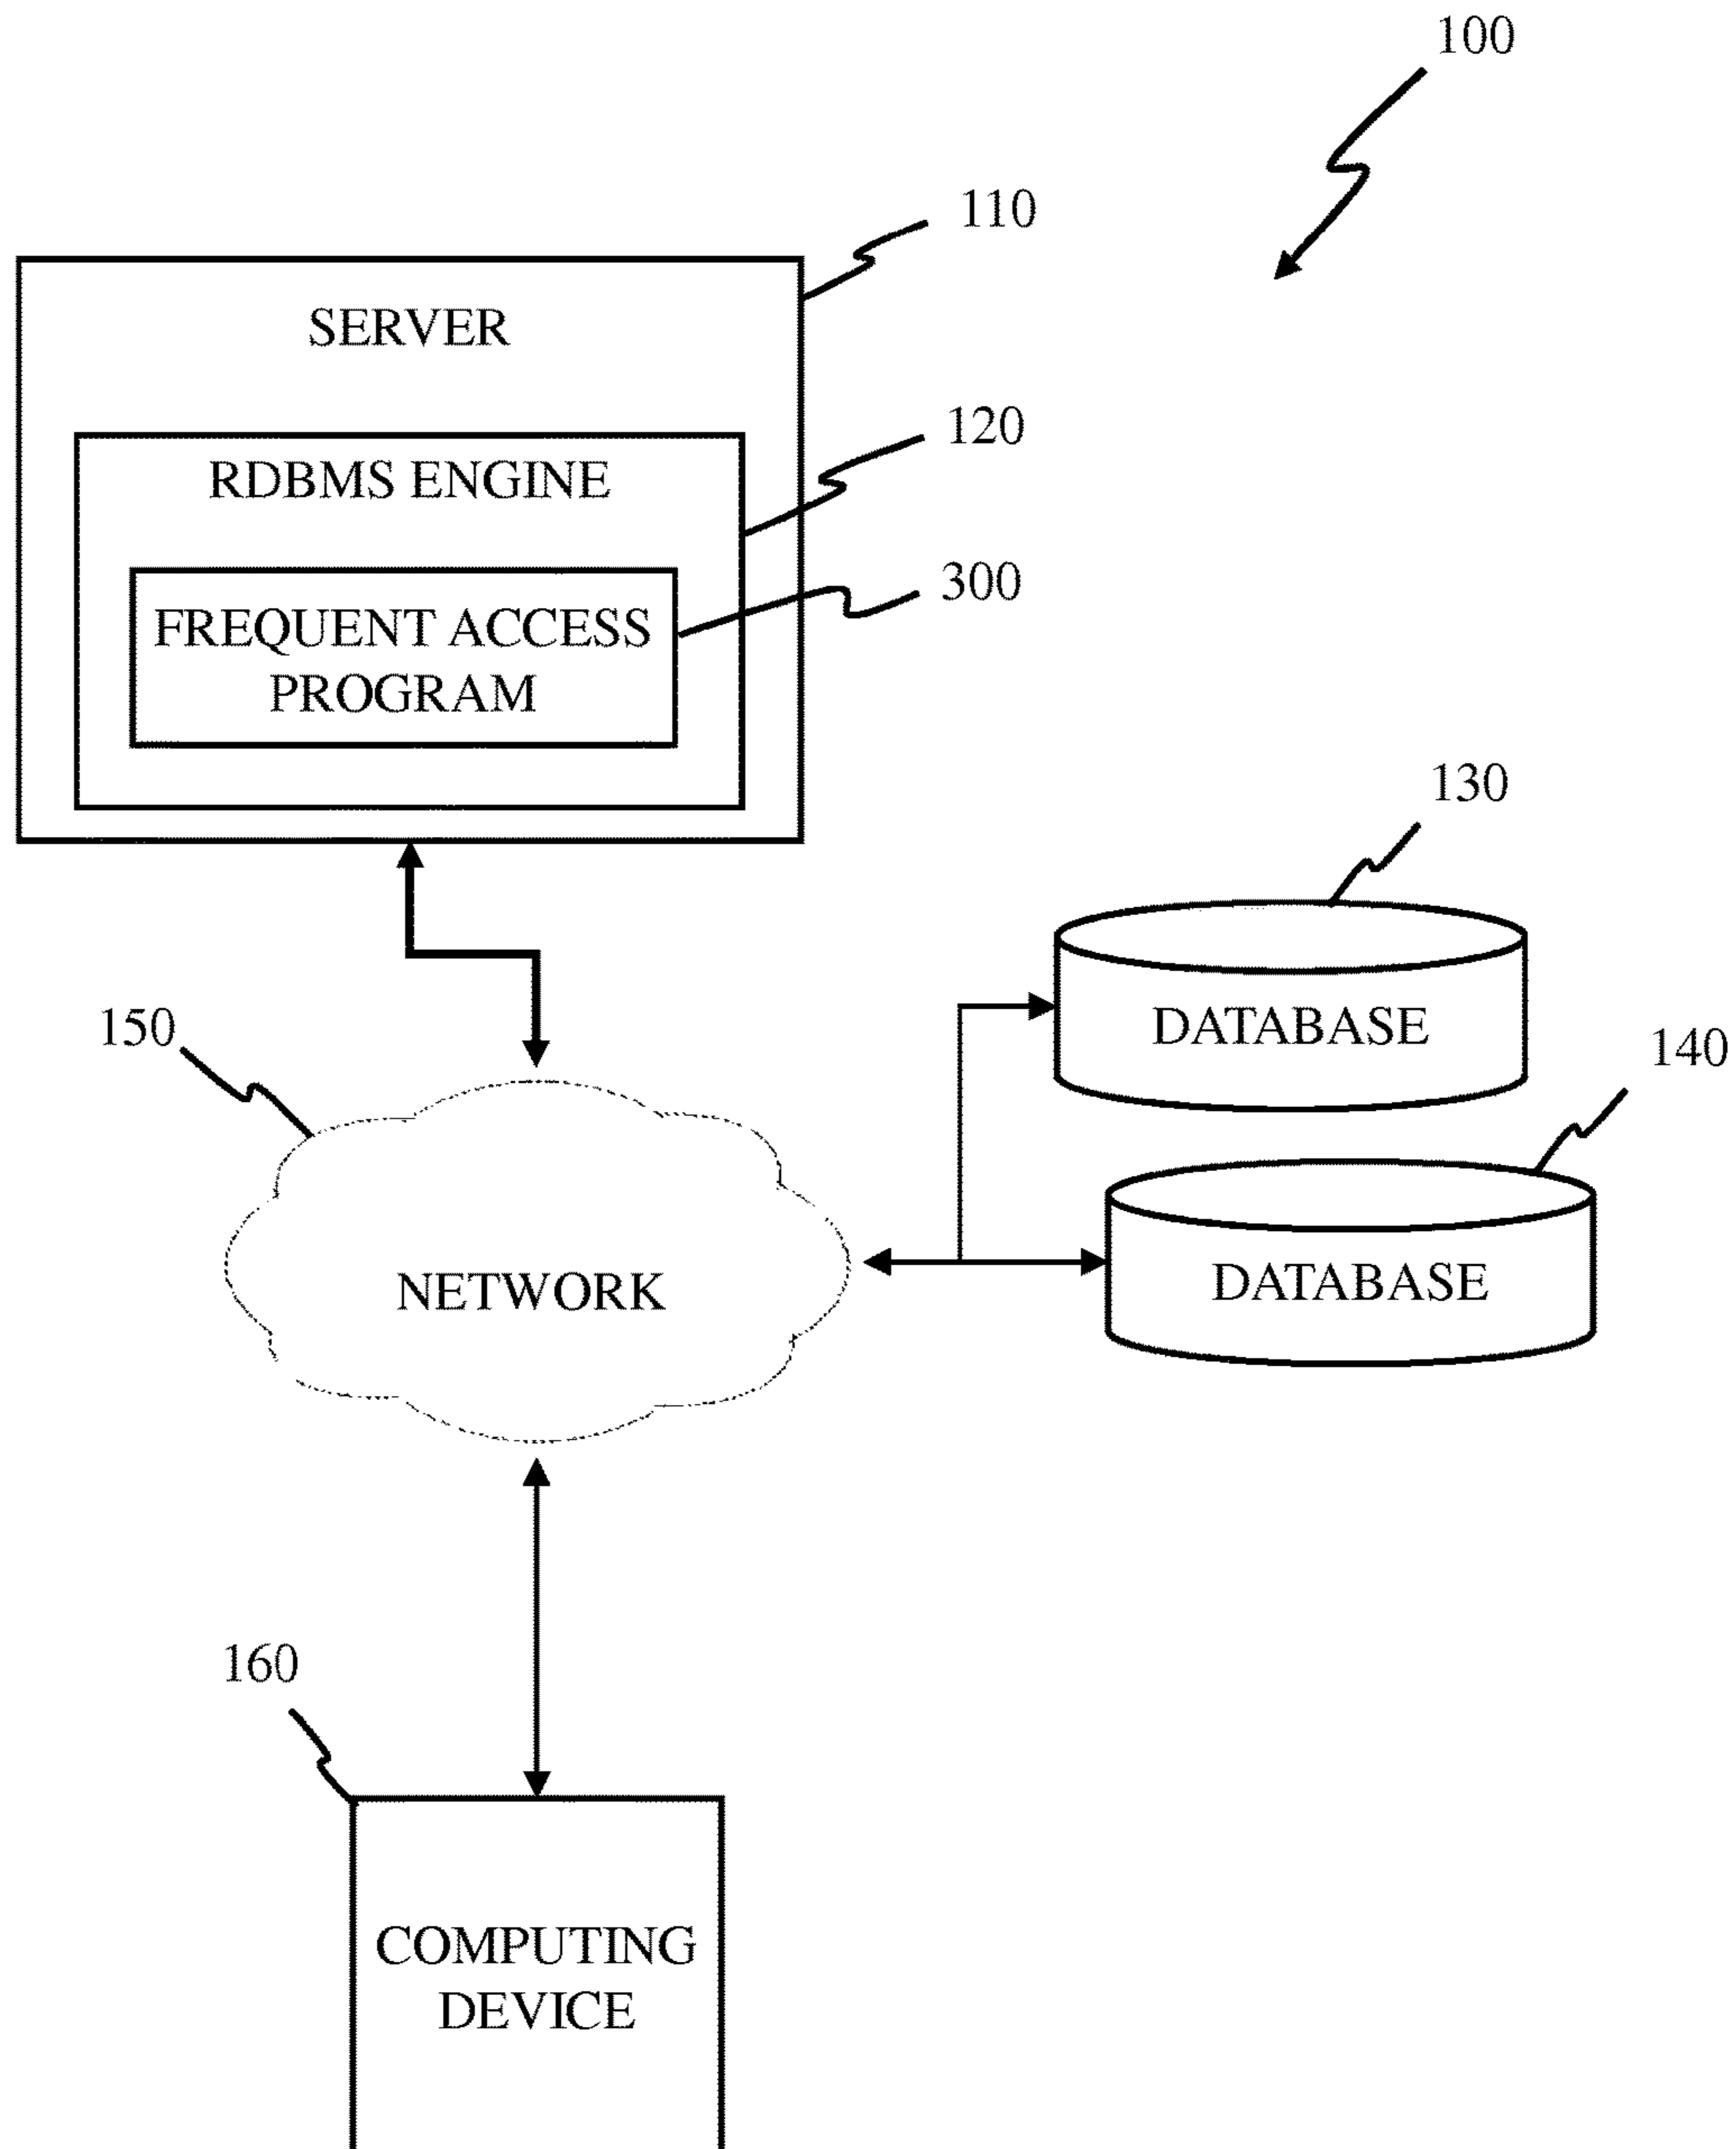 100
110
SERVER
120
RDBMS ENGINE
300
FREQUENT ACCESS
PROGRAM
130
DATABASE
150
140
DATABASE
NETWORK
160
COMPUTING
DEVICE